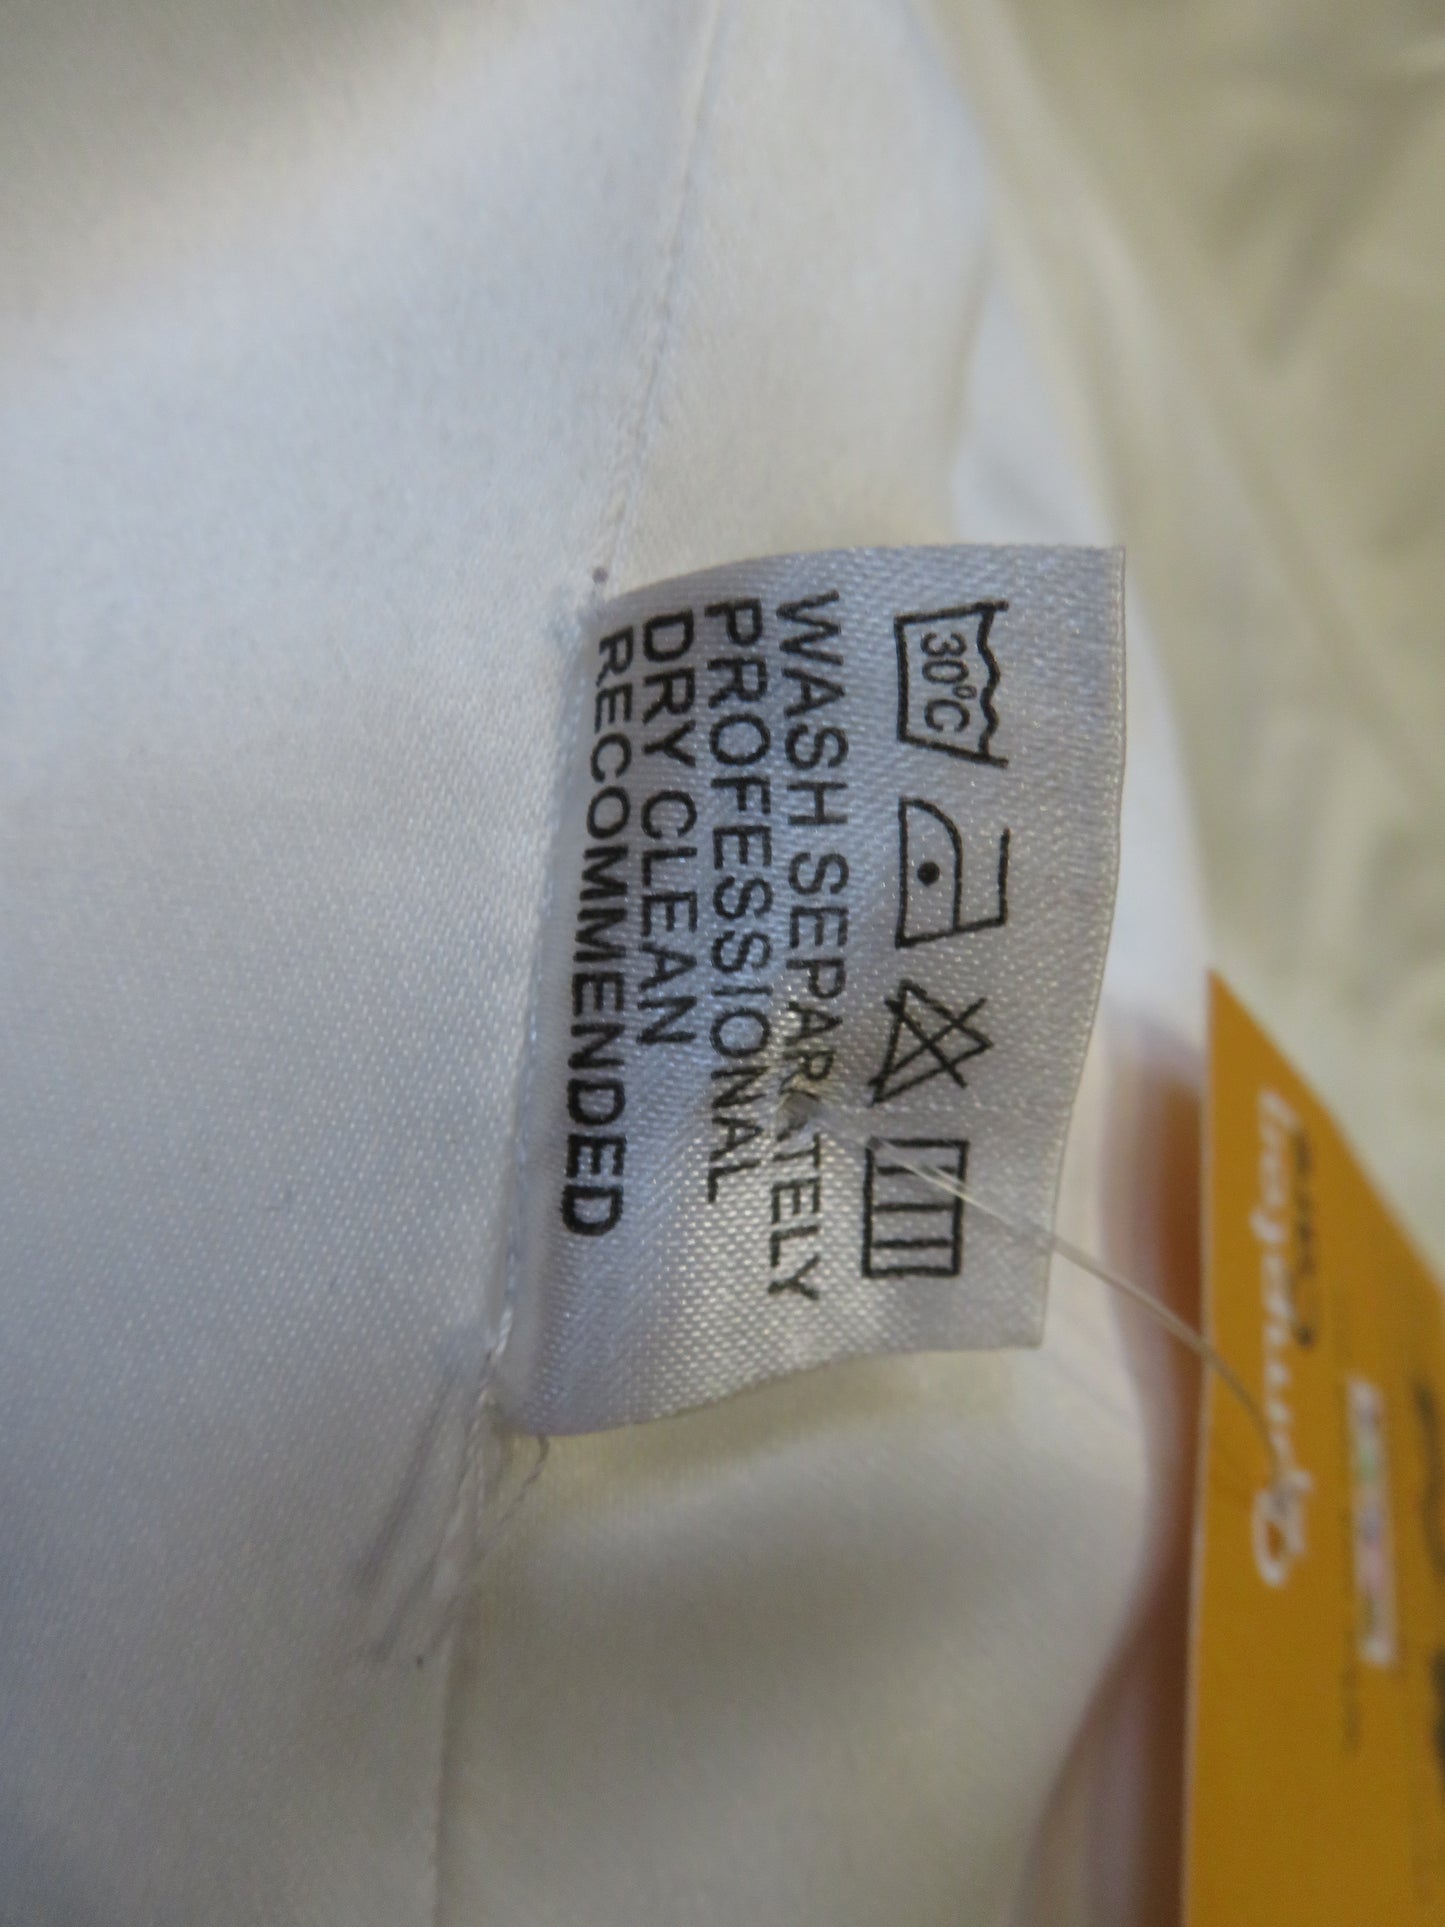 30°C
WASH SEPARATELY
PROFESSIONAL
DRY CLEAN
RECOMMENDED